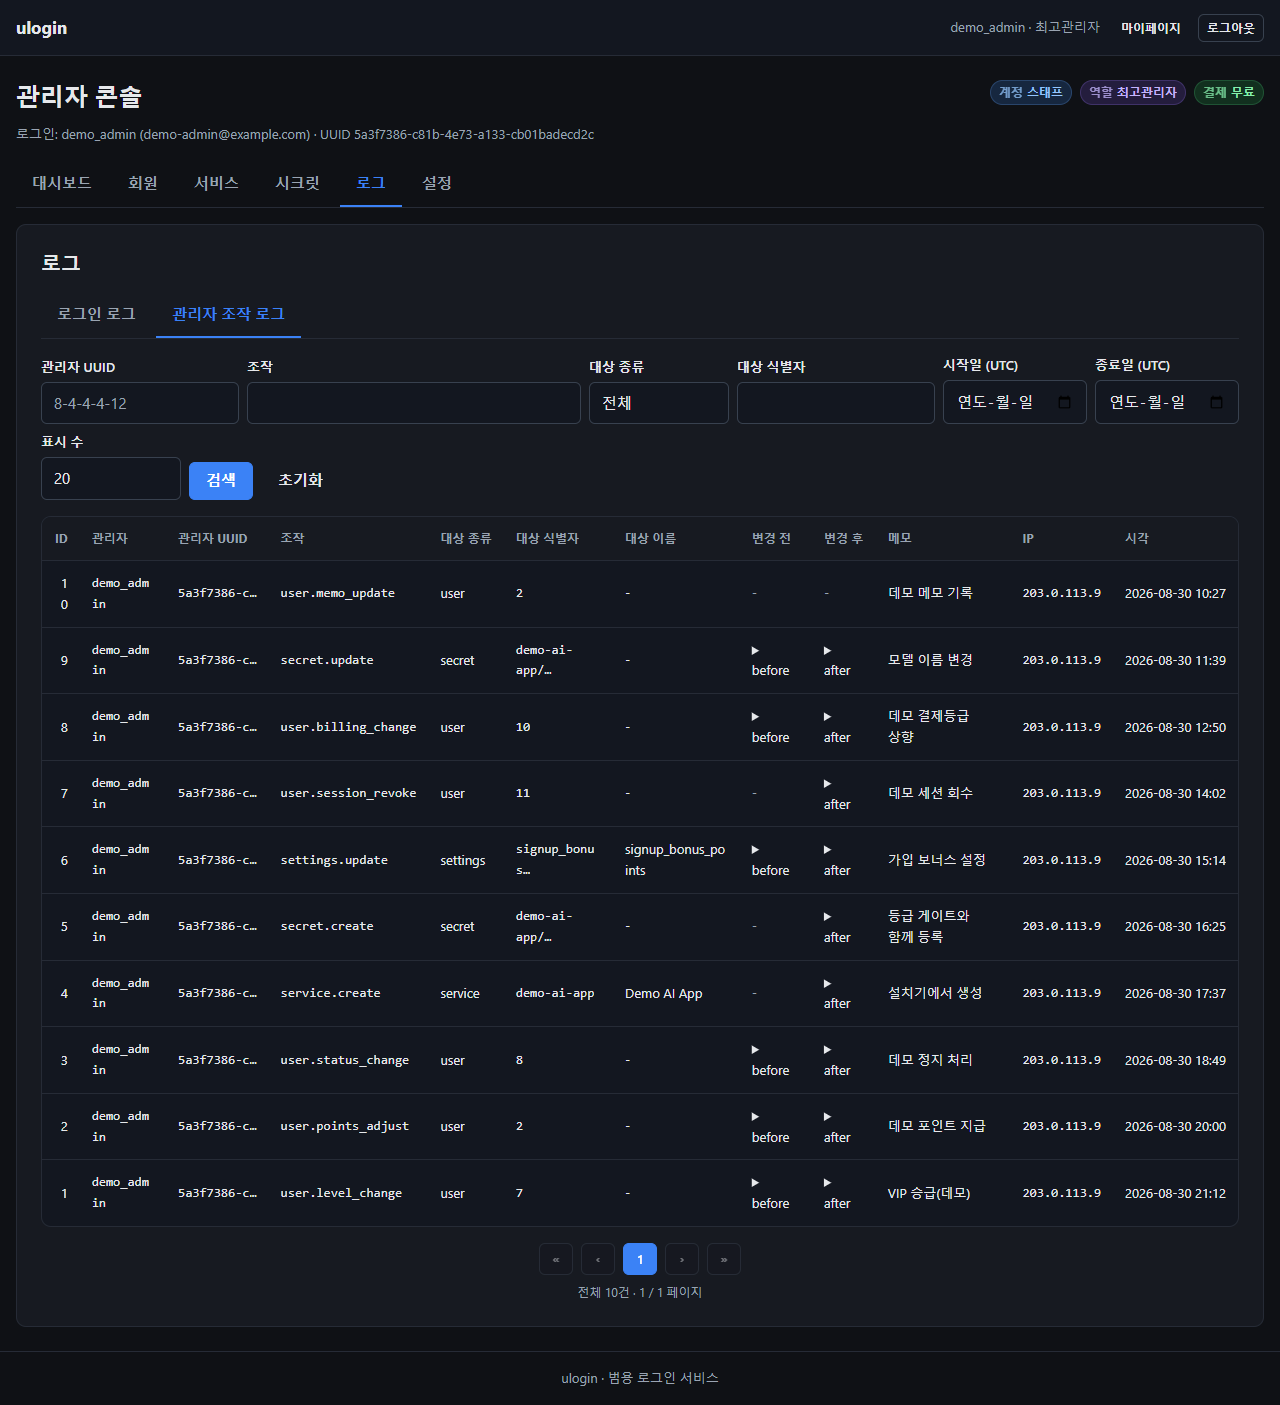 ulogin
demo_admin · 최고관리자 마이페이지 로그아웃
관리자 콘솔
계정 스태프 역할 최고관리자 결제 무료
로그인: demo_admin (demo-admin@example.com) · UUID 5a3f7386-c81b-4e73-a133-cb01badecd2c
대시보드 회원 서비스 시크릿 로그 설정
로그
로그인 로그 관리자 조작 로그
관리자 UUID 조작 대상 종류 대상 식별자 시작일 (UTC) 종료일 (UTC)
8-4-4-4-12 전체 연도-월-일 연도-월-일
표시 수
20 검색 초기화
ID 관리자 관리자 UUID 조작 대상 종류 대상 식별자 대상 이름 변경 전 변경 후 메모 IP 시각
10 demo_admin 5a3f7386-c… user.memo_update user 2 - - - 데모 메모 기록 203.0.113.9 2026-08-30 10:27
9 demo_admin 5a3f7386-c… secret.update secret demo-ai-app/… - ▶ before ▶ after 모델 이름 변경 203.0.113.9 2026-08-30 11:39
8 demo_admin 5a3f7386-c… user.billing_change user 10 - ▶ before ▶ after 데모 결제등급 상향 203.0.113.9 2026-08-30 12:50
7 demo_admin 5a3f7386-c… user.session_revoke user 11 - - ▶ after 데모 세션 회수 203.0.113.9 2026-08-30 14:02
6 demo_admin 5a3f7386-c… settings.update settings signup_bonus… signup_bonus_points ▶ before ▶ after 가입 보너스 설정 203.0.113.9 2026-08-30 15:14
5 demo_admin 5a3f7386-c… secret.create secret demo-ai-app/… - - ▶ after 등급 게이트와 함께 등록 203.0.113.9 2026-08-30 16:25
4 demo_admin 5a3f7386-c… service.create service demo-ai-app Demo AI App - ▶ after 설치기에서 생성 203.0.113.9 2026-08-30 17:37
3 demo_admin 5a3f7386-c… user.status_change user 8 - ▶ before ▶ after 데모 정지 처리 203.0.113.9 2026-08-30 18:49
2 demo_admin 5a3f7386-c… user.points_adjust user 2 - ▶ before ▶ after 데모 포인트 지급 203.0.113.9 2026-08-30 20:00
1 demo_admin 5a3f7386-c… user.level_change user 7 - ▶ before ▶ after VIP 승급(데모) 203.0.113.9 2026-08-30 21:12
« ‹ 1 › »
전체 10건 · 1 / 1 페이지
ulogin · 범용 로그인 서비스